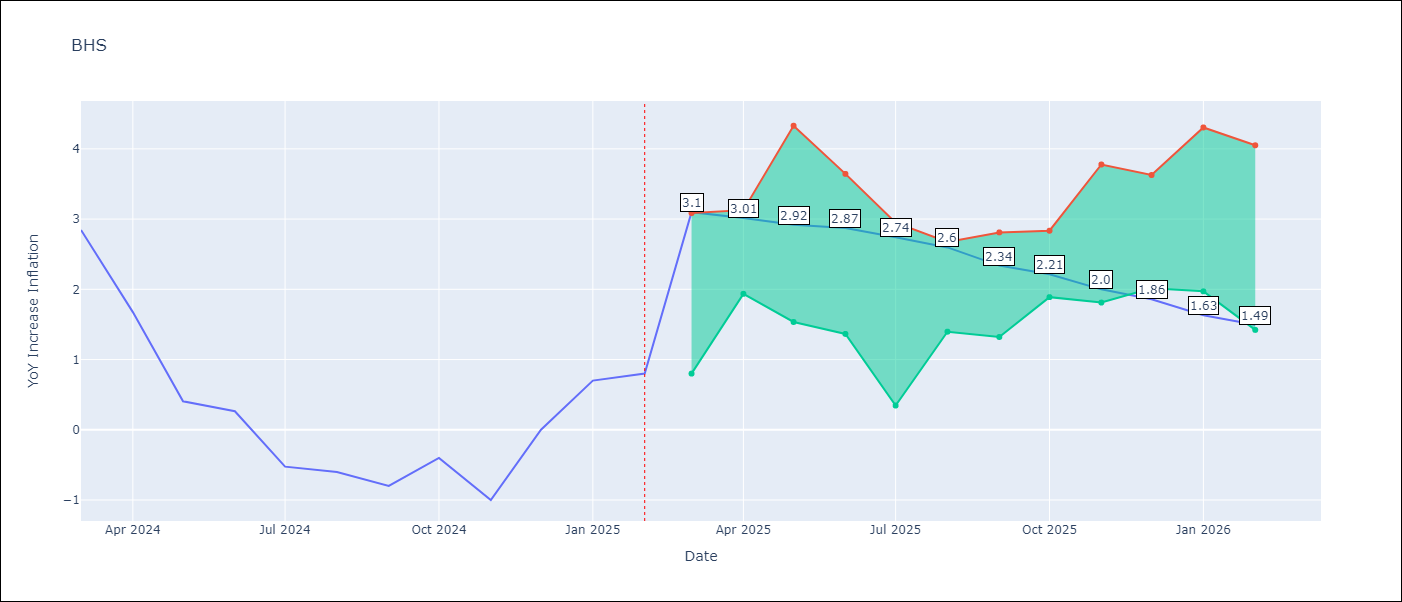 BHS
YoY Increase Inflation
4
3
2
1
0
−1
3.1
3.01
2.92
2.87
2.74
2.6
2.34
2.21
2.0
1.86
1.63
1.49
Apr 2024
Jul 2024
Oct 2024
Jan 2025
Apr 2025
Jul 2025
Oct 2025
Jan 2026
Date